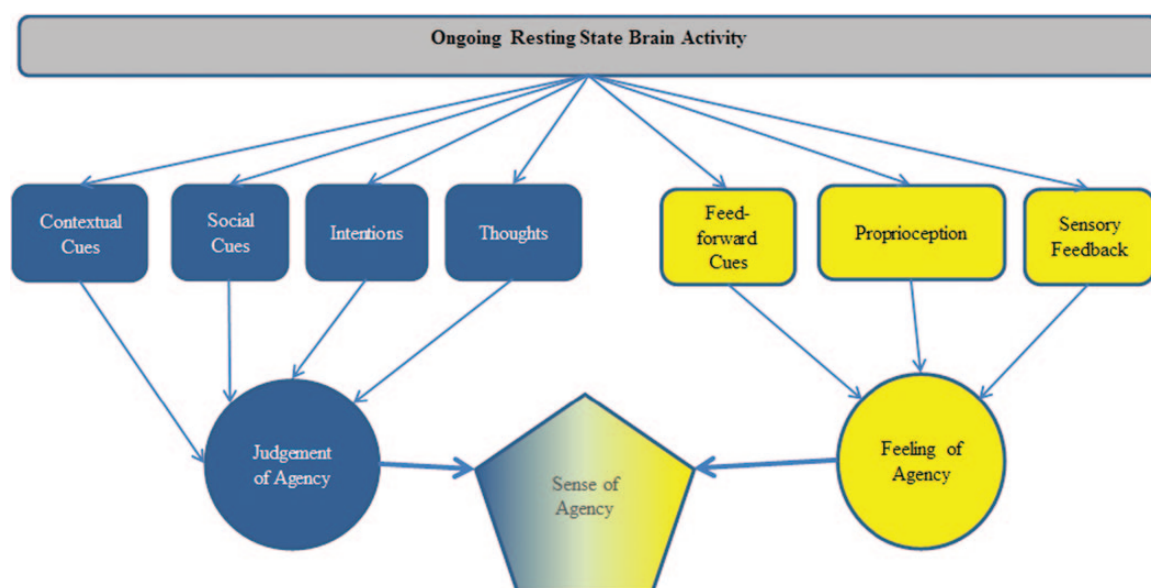 Ongoing Resting State Brain Activity
Contextual
Cues
Social
Cues
Intentions
Thoughts
Feed-
forward
Cues
Proprioception
Sensory
Feedback
Judgement
of Agency
Sense of
Agency
Feeling of
Agency